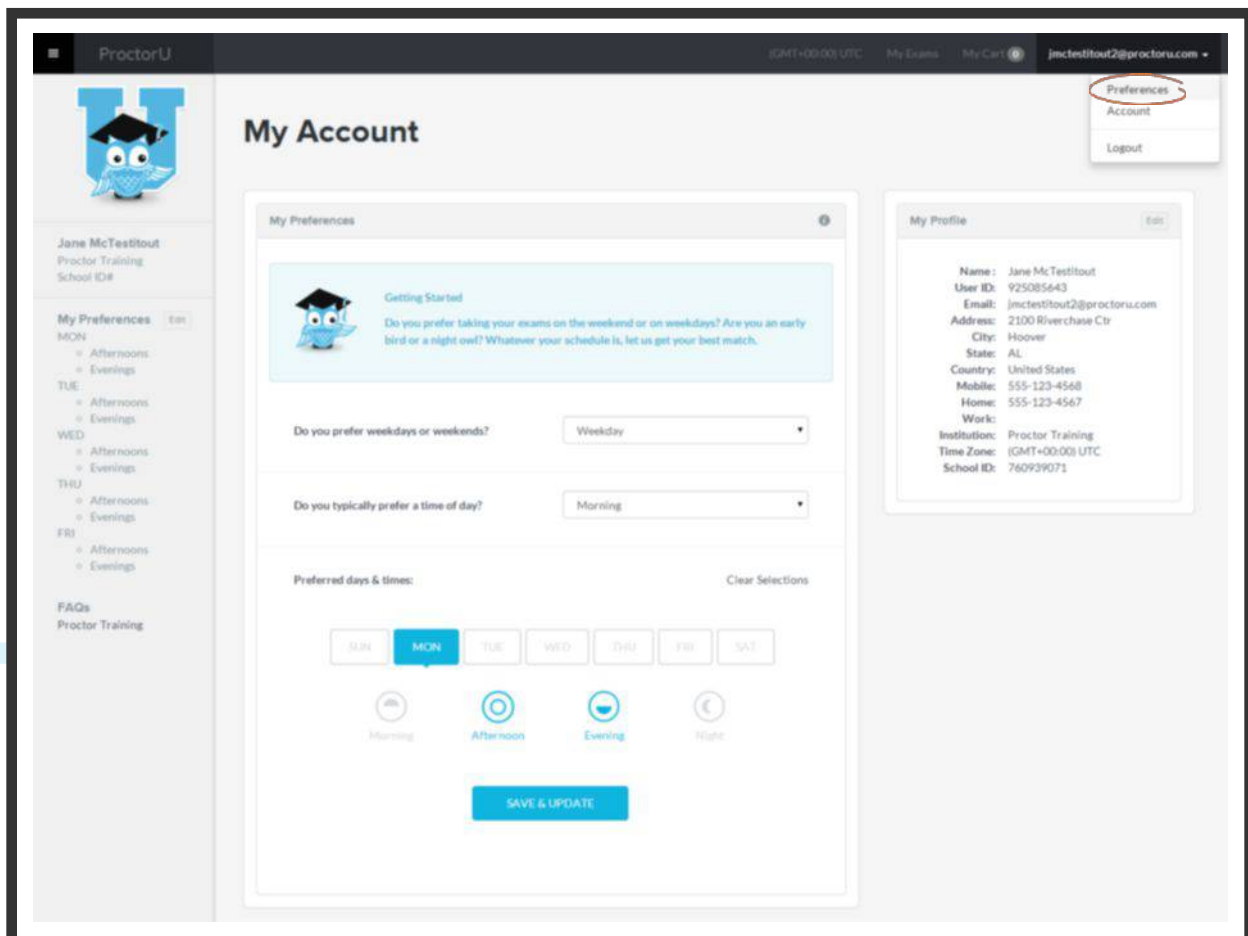 ProctorU
(GMT+00:00) UTC
My Exams
My Cart 0
jmctestitout2@proctoru.com
Preferences
Account
Logout
U
Jane McTestitout
Proctor Training
School ID#
My Preferences Edit
MON
Afternoons
Evenings
TUE
Afternoons
Evenings
WED
Afternoons
Evenings
THU
Afternoons
Evenings
FRI
Afternoons
Evenings
FAQs
Proctor Training
My Account
My Preferences
Getting Started
Do you prefer taking your exams on the weekend or on weekdays? Are you an early
bird or a night owl? Whatever your schedule is, let us get your best match.
Do you prefer weekdays or weekends? Weekday
Do you typically prefer a time of day? Morning
Preferred days & times: Clear Selections
SUN MON TUE WED THU FRI SAT
Morning Afternoon Evening Night
SAVE & UPDATE
My Profile Edit
Name: Jane McTestitout
User ID: 925085643
Email: jmctestitout2@proctoru.com
Address: 2100 Riverchase Ctr
City: Hoover
State: AL
Country: United States
Mobile: 555-123-4568
Home: 555-123-4567
Work:
Institution: Proctor Training
Time Zone: (GMT+00:00) UTC
School ID: 760939071